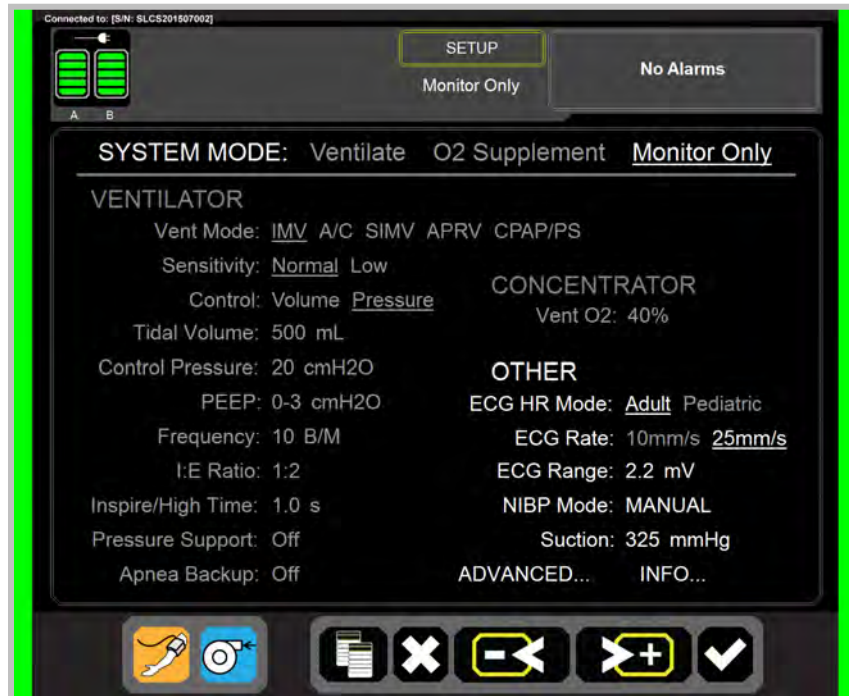 Connected to: [S/N: SLCS201507002]
SETUP
Monitor Only
No Alarms
A B
SYSTEM MODE: Ventilate O2 Supplement Monitor Only
VENTILATOR
Vent Mode: IMV A/C SIMV APRV CPAP/PS
Sensitivity: Normal Low
Control: Volume Pressure
Tidal Volume: 500 mL
Control Pressure: 20 cmH2O
PEEP: 0-3 cmH2O
Frequency: 10 B/M
I:E Ratio: 1:2
Inspire/High Time: 1.0 s
Pressure Support: Off
Apnea Backup: Off
CONCENTRATOR
Vent O2: 40%
OTHER
ECG HR Mode: Adult Pediatric
ECG Rate: 10mm/s 25mm/s
ECG Range: 2.2 mV
NIBP Mode: MANUAL
Suction: 325 mmHg
ADVANCED... INFO...